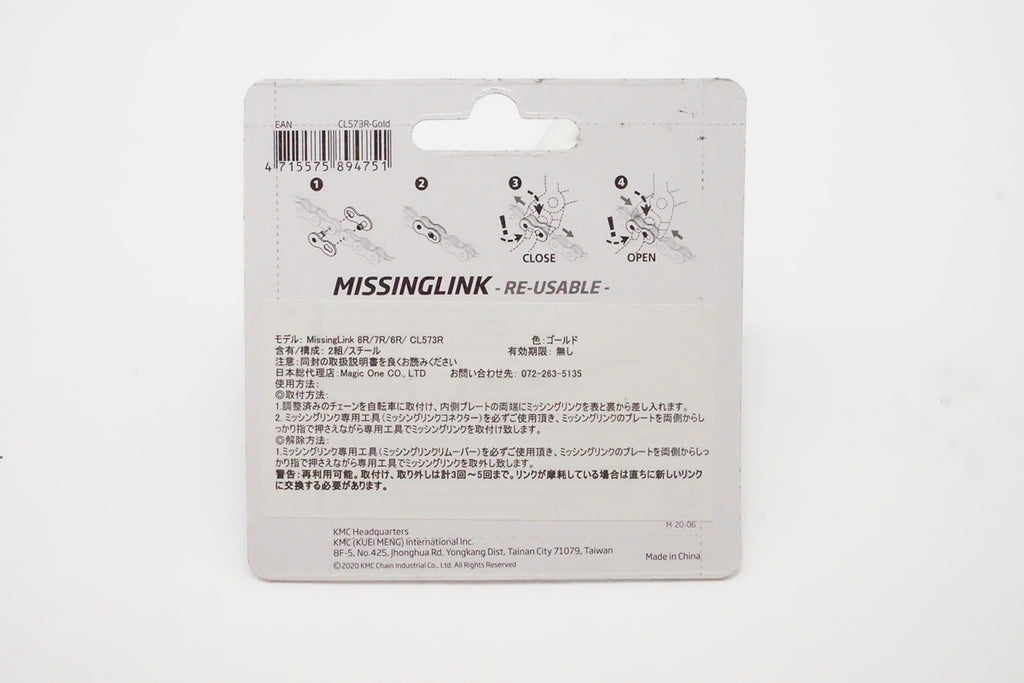 EAN CL573R-Gold
4 715575 894751
1 2 3 4
! !
CLOSE OPEN
MISSINGLINK - RE-USABLE -
モデル: MissingLink 8R/7R/6R/ CL573R 色:ゴールド
含有/構成: 2組/スチール 有効期限: 無し
注意:同封の取扱説明書を良くお読みください
日本総代理店:Magic One CO., LTD お問い合わせ先: 072-263-5135
使用方法:
◎取付方法:
1.調整済みのチェーンを自転車に取付け、内側プレートの両端にミッシングリンクを表と裏から差し入れます。
2. ミッシングリンク専用工具(ミッシングリンクコネクター)を必ずご使用頂き、ミッシングリンクのプレートを両側からし
っかり指で押さえながら専用工具でミッシングリンクを取付け致します。
◎解除方法:
1.ミッシングリンク専用工具(ミッシングリンクリムーバー)を必ずご使用頂き、ミッシングリンクのプレートを両側からしっ
かり指で押さえながら専用工具でミッシングリンクを取外し致します。
警告:再利用可能。取付け、取り外しは計3回～5回まで。リンクが摩耗している場合は直ちに新しいリンク
に交換する必要があります。
M-20-06
KMC Headquarters
KMC (KUEI MENG) International Inc.
8F-5, No.425, Jhonghua Rd, Yongkang Dist, Tainan City 71079, Taiwan
Made in China
©2020 KMC Chain Industrial Co., Ltd. All Rights Reserved